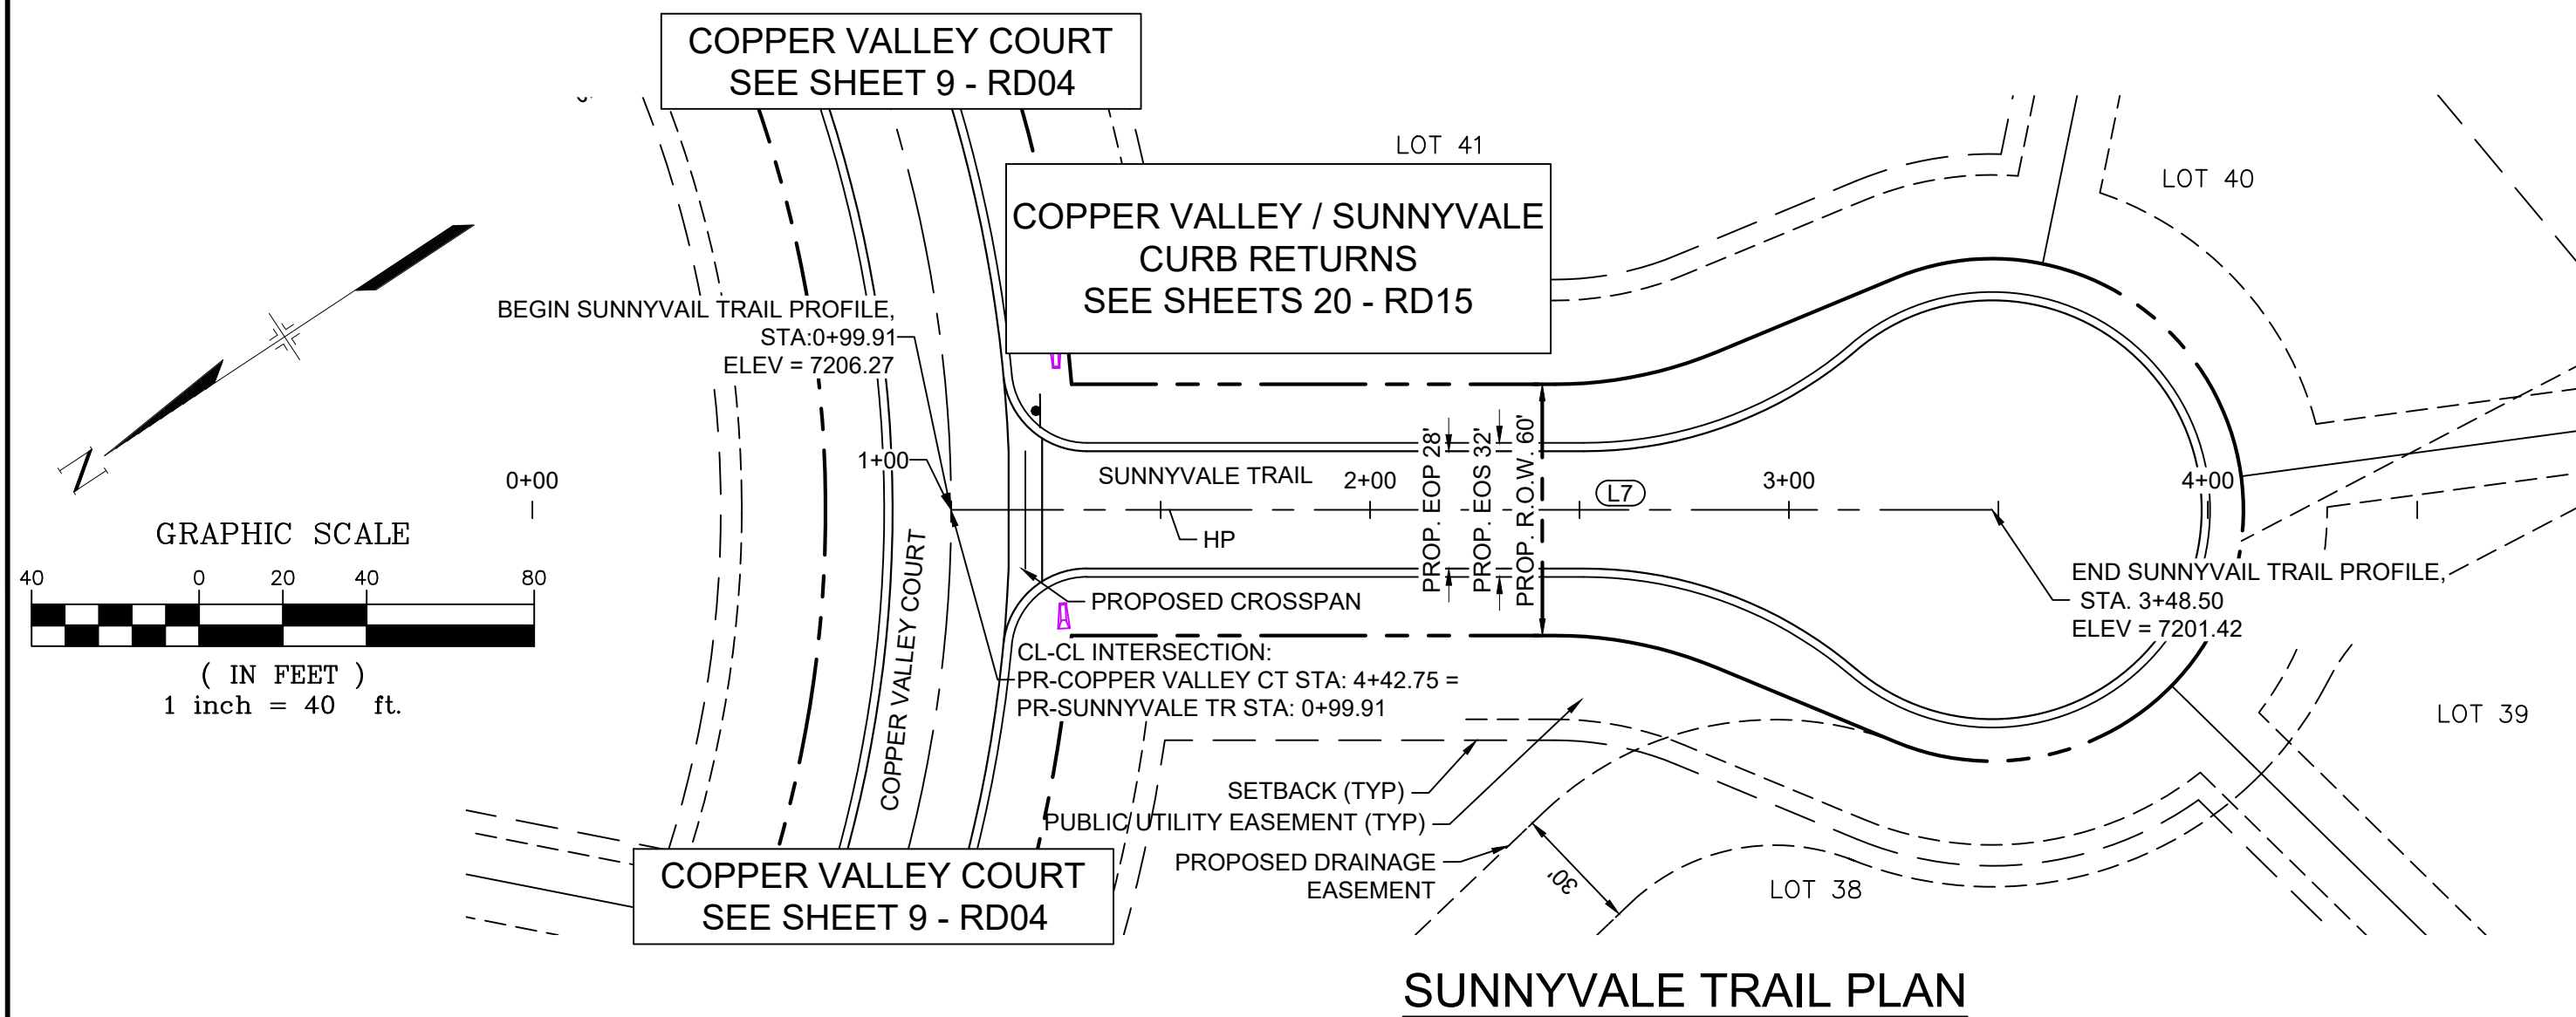 COPPER VALLEY COURT
SEE SHEET 9 - RD04
LOT 41
LOT 40
COPPER VALLEY / SUNNYVALE
CURB RETURNS
SEE SHEETS 20 - RD15
BEGIN SUNNYVAIL TRAIL PROFILE,
STA:0+99.91
ELEV = 7206.27
N
0+00
1+00
SUNNYVALE TRAIL
2+00
3+00
4+00
L7
HP
PROP. EOP 28'
PROP. EOS 32'
PROP. R.O.W. 60'
GRAPHIC SCALE
40 0 20 40 80
( IN FEET )
1 inch = 40 ft.
COPPER VALLEY COURT
PROPOSED CROSSPAN
END SUNNYVAIL TRAIL PROFILE,
STA. 3+48.50
ELEV = 7201.42
CL-CL INTERSECTION:
PR-COPPER VALLEY CT STA: 4+42.75 =
PR-SUNNYVALE TR STA: 0+99.91
LOT 39
SETBACK (TYP)
PUBLIC UTILITY EASEMENT (TYP)
PROPOSED DRAINAGE
EASEMENT
30'
LOT 38
COPPER VALLEY COURT
SEE SHEET 9 - RD04
SUNNYVALE TRAIL PLAN